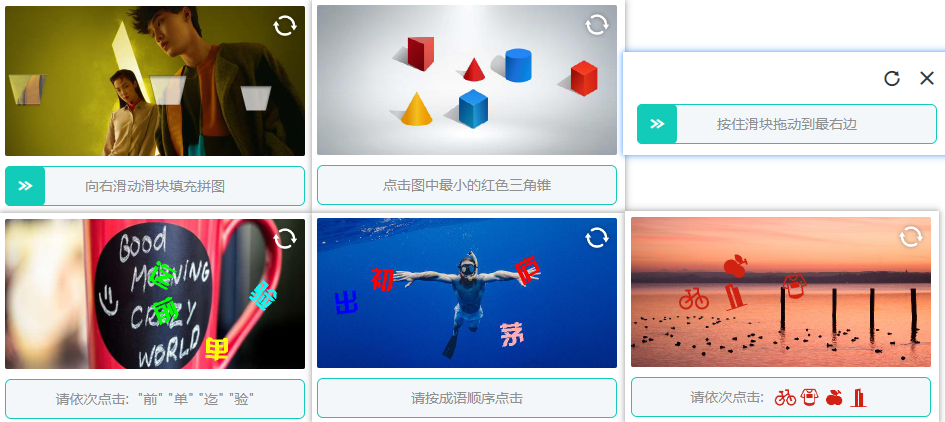 向右滑动滑块填充拼图
点击图中最小的红色三角锥
按住滑块拖动到最右边
GOOD
MORNING
CRAZY
WORLD
迄
前
验
单
请依次点击: "前" "单" "迄" "验"
初
出
庐
茅
请按成语顺序点击
请依次点击: